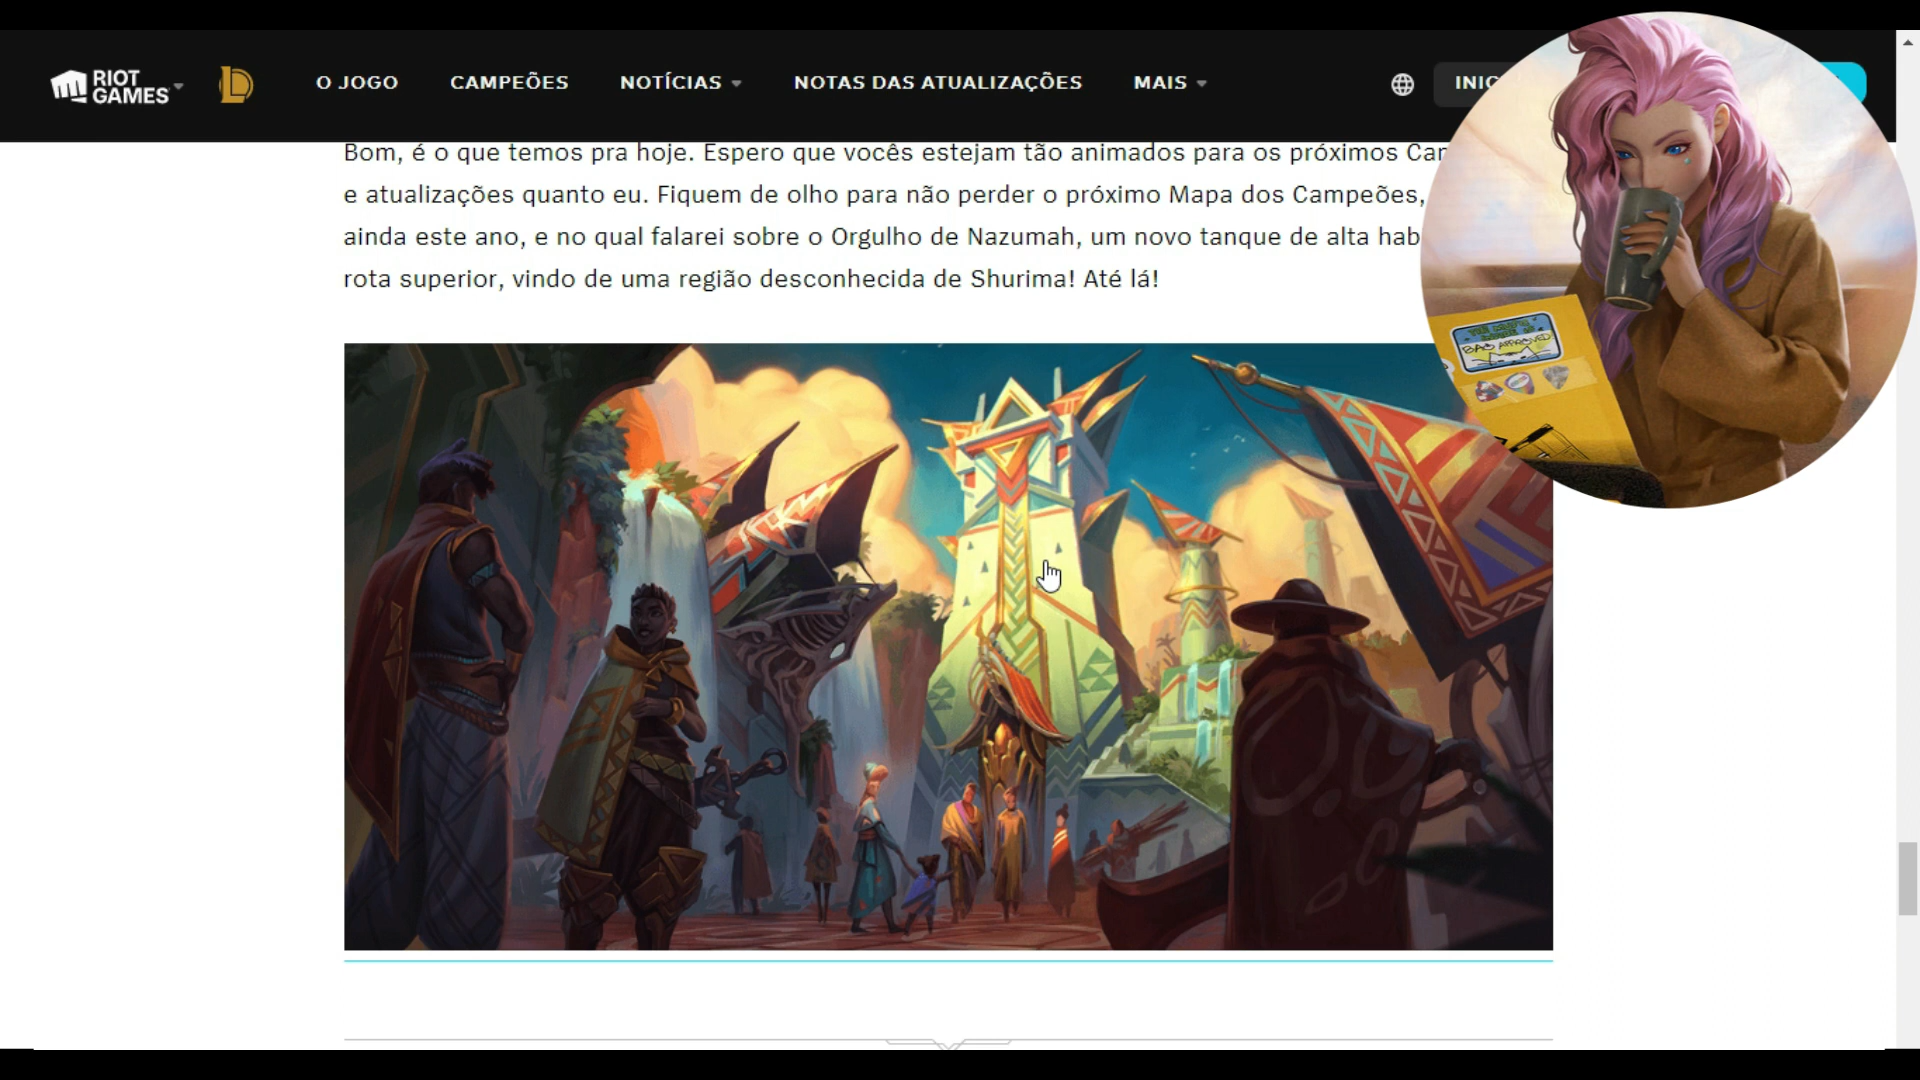 RIOT GAMES
O JOGO CAMPEÕES NOTÍCIAS NOTAS DAS ATUALIZAÇÕES MAIS
Bom, é o que temos pra hoje. Espero que vocês estejam tão animados para os próximos
e atualizações quanto eu. Fiquem de olho para não perder o próximo Mapa dos Campeões,
ainda este ano, e no qual falarei sobre o Orgulho de Nazumah, um novo tanque de alta
rota superior, vindo de uma região desconhecida de Shurima! Até lá!
APPROVED